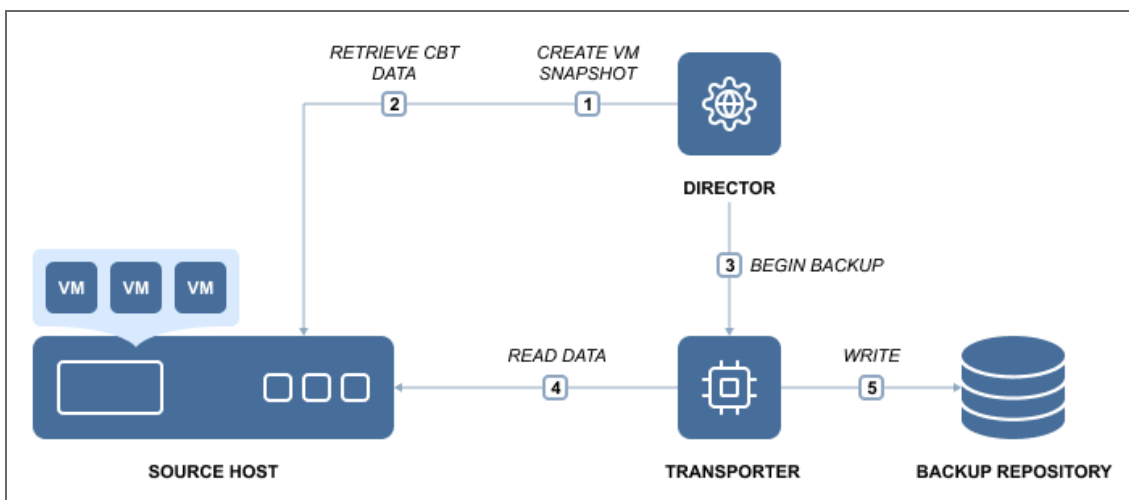 RETRIEVE CBT
DATA
CREATE VM
SNAPSHOT
2
1
DIRECTOR
3
BEGIN BACKUP
VM
VM
VM
READ DATA
4
WRITE
5
SOURCE HOST
TRANSPORTER
BACKUP REPOSITORY